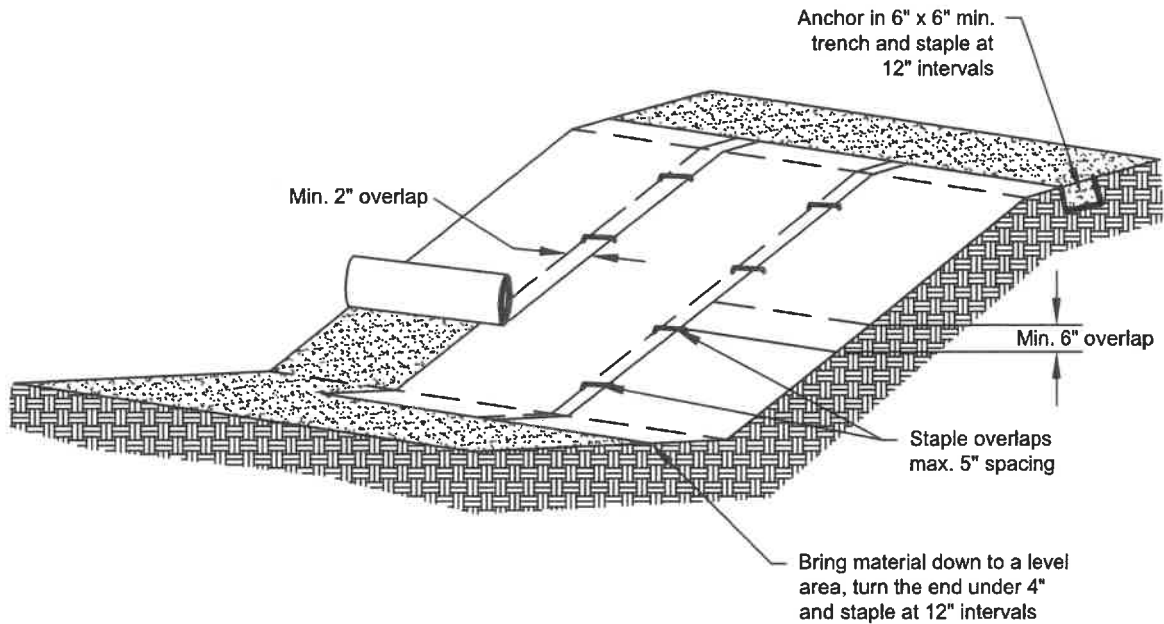 Anchor in 6" x 6" min.
trench and staple at
12" intervals
Min. 2" overlap
Min. 6" overlap
Staple overlaps
max. 5" spacing
Bring material down to a level
area, turn the end under 4"
and staple at 12" intervals